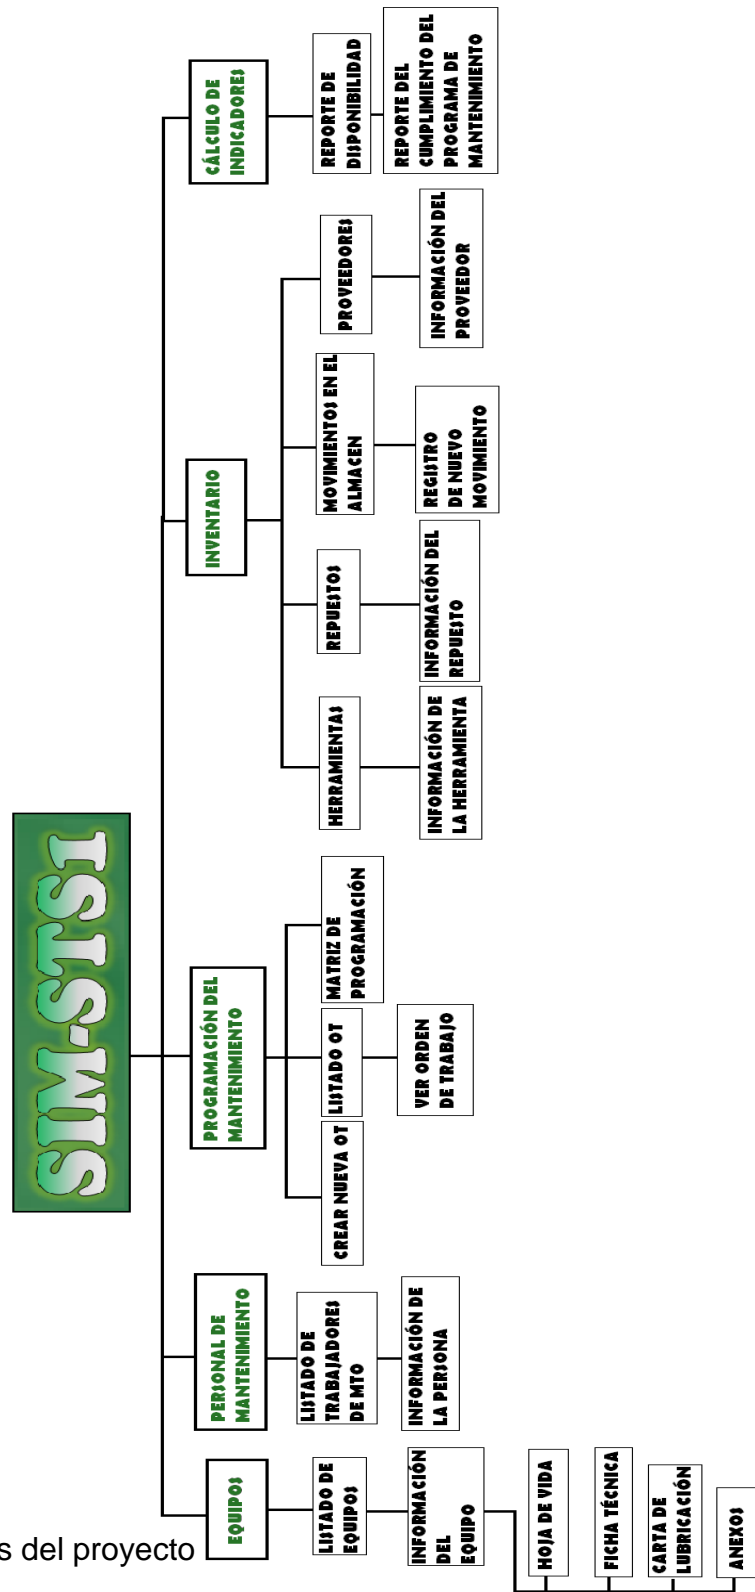 SIM-STS1
EQUIPOS
LISTADO DE
EQUIPOS
INFORMACIÓN
DEL
EQUIPO
HOJA DE VIDA
FICHA TÉCNICA
CARTA DE
LUBRICACIÓN
ANEXOS
PERSONAL DE
MANTENIMIENTO
LISTADO DE
TRABAJADORES
DE MTO
INFORMACIÓN DE
LA PERSONA
PROGRAMACIÓN DEL
MANTENIMIENTO
CREAR NUEVA OT
LISTADO OT
VER ORDEN
DE TRABAJO
MATRIZ DE
PROGRAMACIÓN
INVENTARIO
HERRAMIENTAS
INFORMACIÓN DE
LA HERRAMIENTA
REPUESTOS
INFORMACIÓN DEL
REPUESTO
MOVIMIENTOS EN EL
ALMACEN
REGISTRO
DE NUEVO
MOVIMIENTO
PROVEEDORES
INFORMACIÓN DEL
PROVEEDOR
CÁLCULO DE
INDICADORES
REPORTE DE
DISPONIBILIDAD
REPORTE DEL
CUMPLIMIENTO DEL
PROGRAMA DE
MANTENIMIENTO
s del proyecto